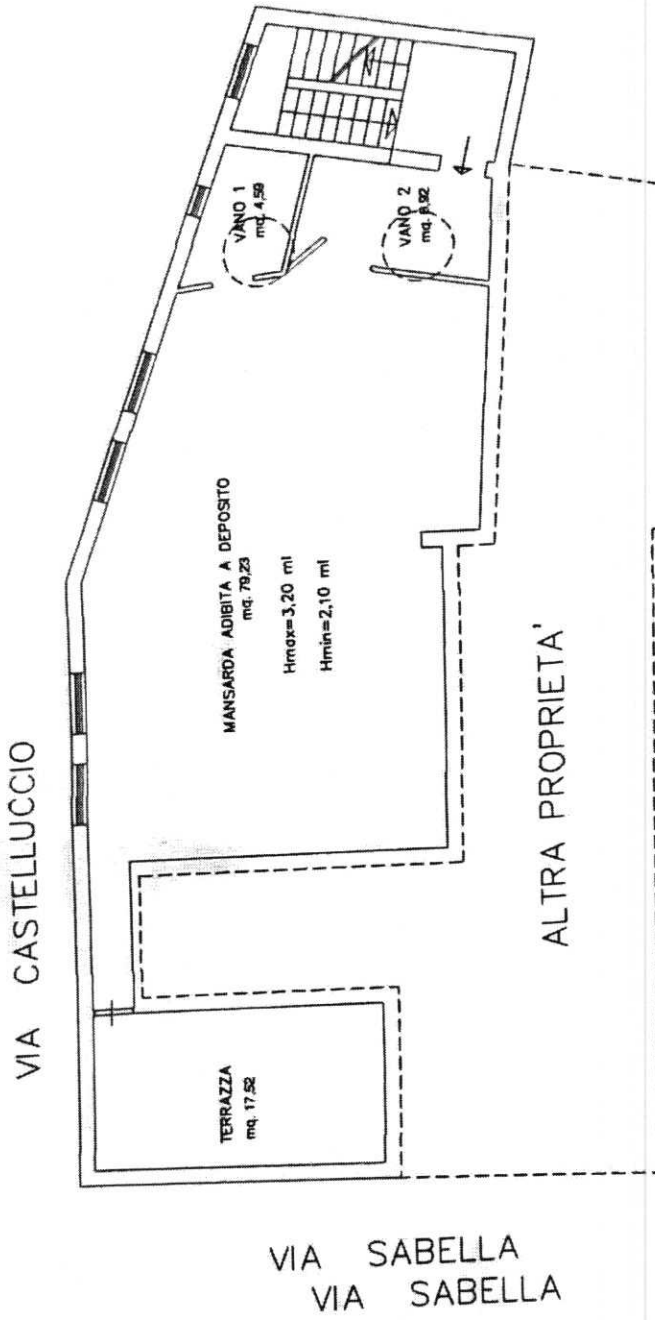 VIA CASTELLUCCIO
VANO 1
mq. 4,59
VANO 2
MANSARDA ADIBITA A DEPOSITO
mq. 79,23
Hmax=3,20 ml
Hmin=2,10 ml
TERRAZZA
mq. 17,52
ALTRA PROPRIETA'
VIA SABELLA
VIA SABELLA